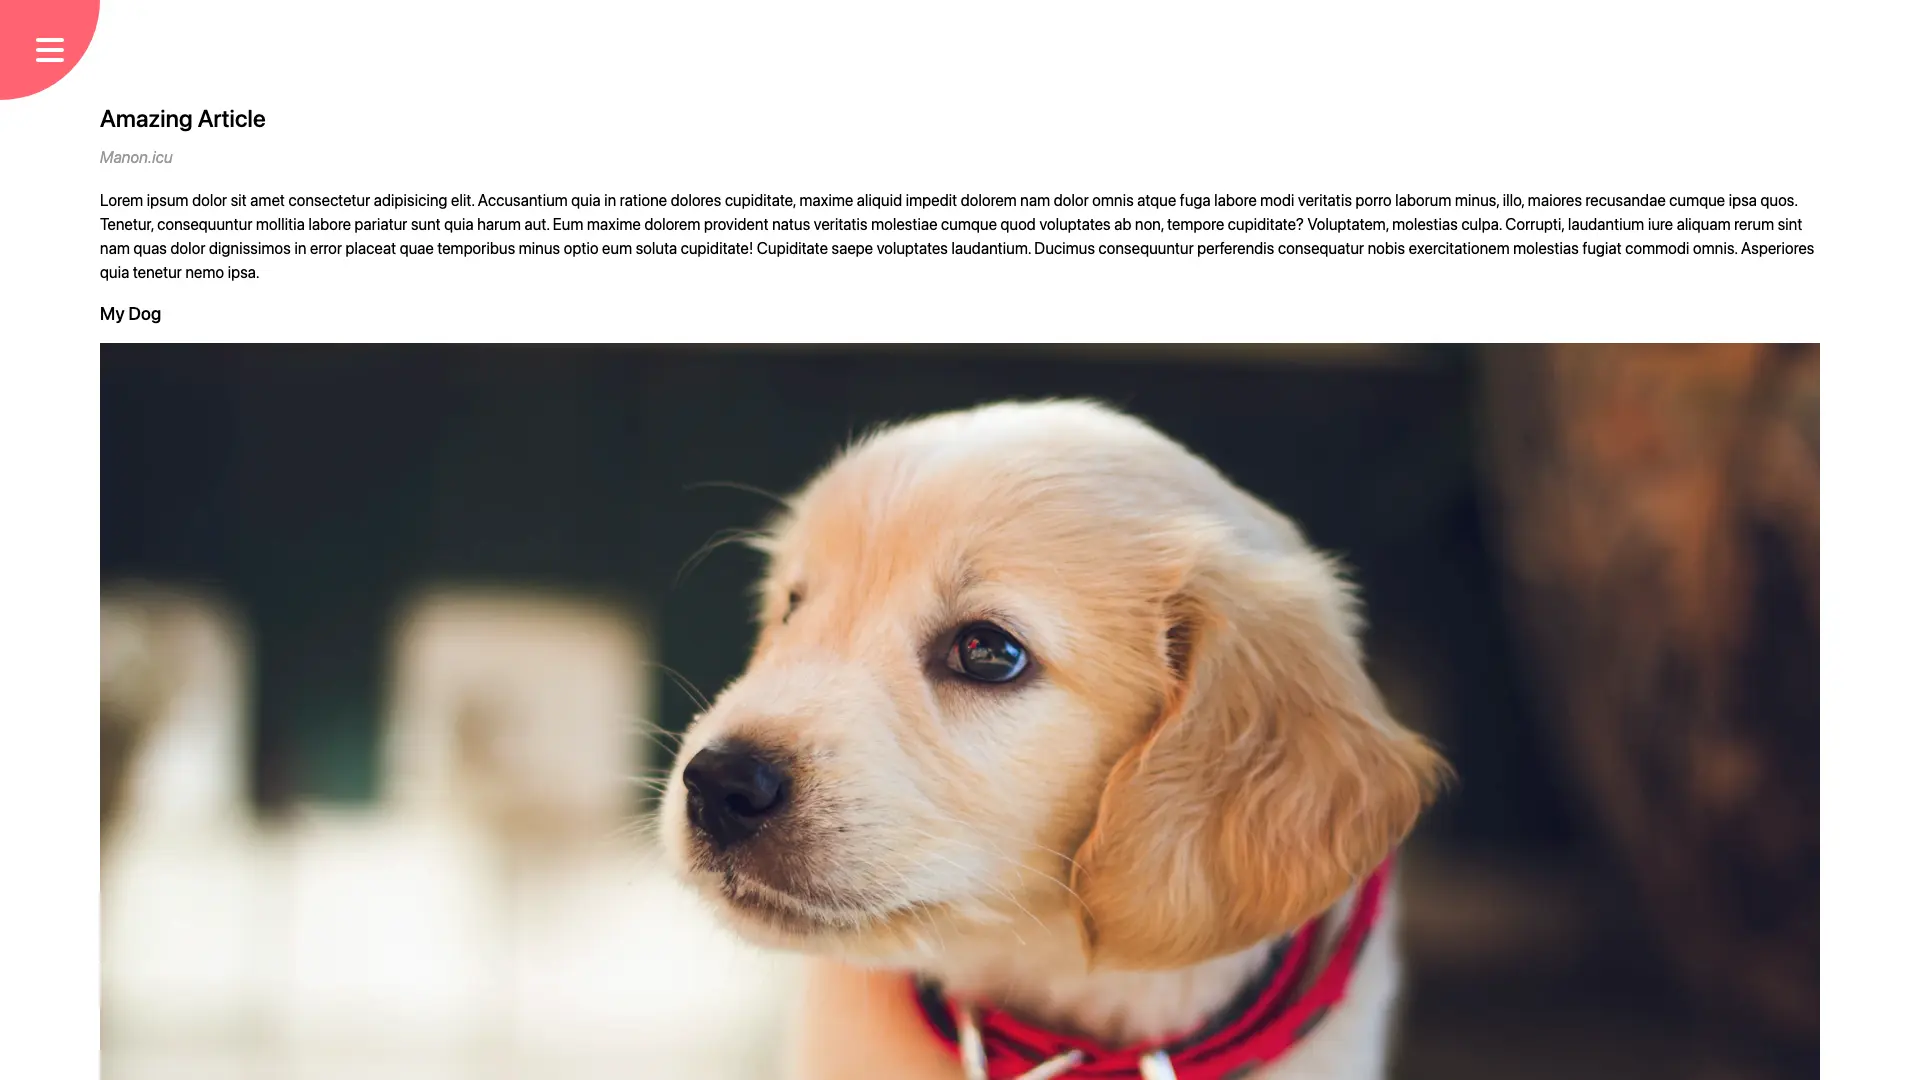 Amazing Article
Manon.icu
Lorem ipsum dolor sit amet consectetur adipisicing elit. Accusantium quia in ratione dolores cupiditate, maxime aliquid impedit dolorem nam dolor omnis atque fuga labore modi veritatis porro laborum minus, illo, maiores recusandae cumque ipsa quos.
Tenetur, consequuntur mollitia labore pariatur sunt quia harum aut. Eum maxime dolorem provident natus veritatis molestiae cumque quod voluptates ab non, tempore cupiditate? Voluptatem, molestias culpa. Corrupti, laudantium iure aliquam rerum sint
nam quas dolor dignissimos in error placeat quae temporibus minus optio eum soluta cupiditate! Cupiditate saepe voluptates laudantium. Ducimus consequuntur perferendis consequatur nobis exercitationem molestias fugiat commodi omnis. Asperiores
quia tenetur nemo ipsa.
My Dog